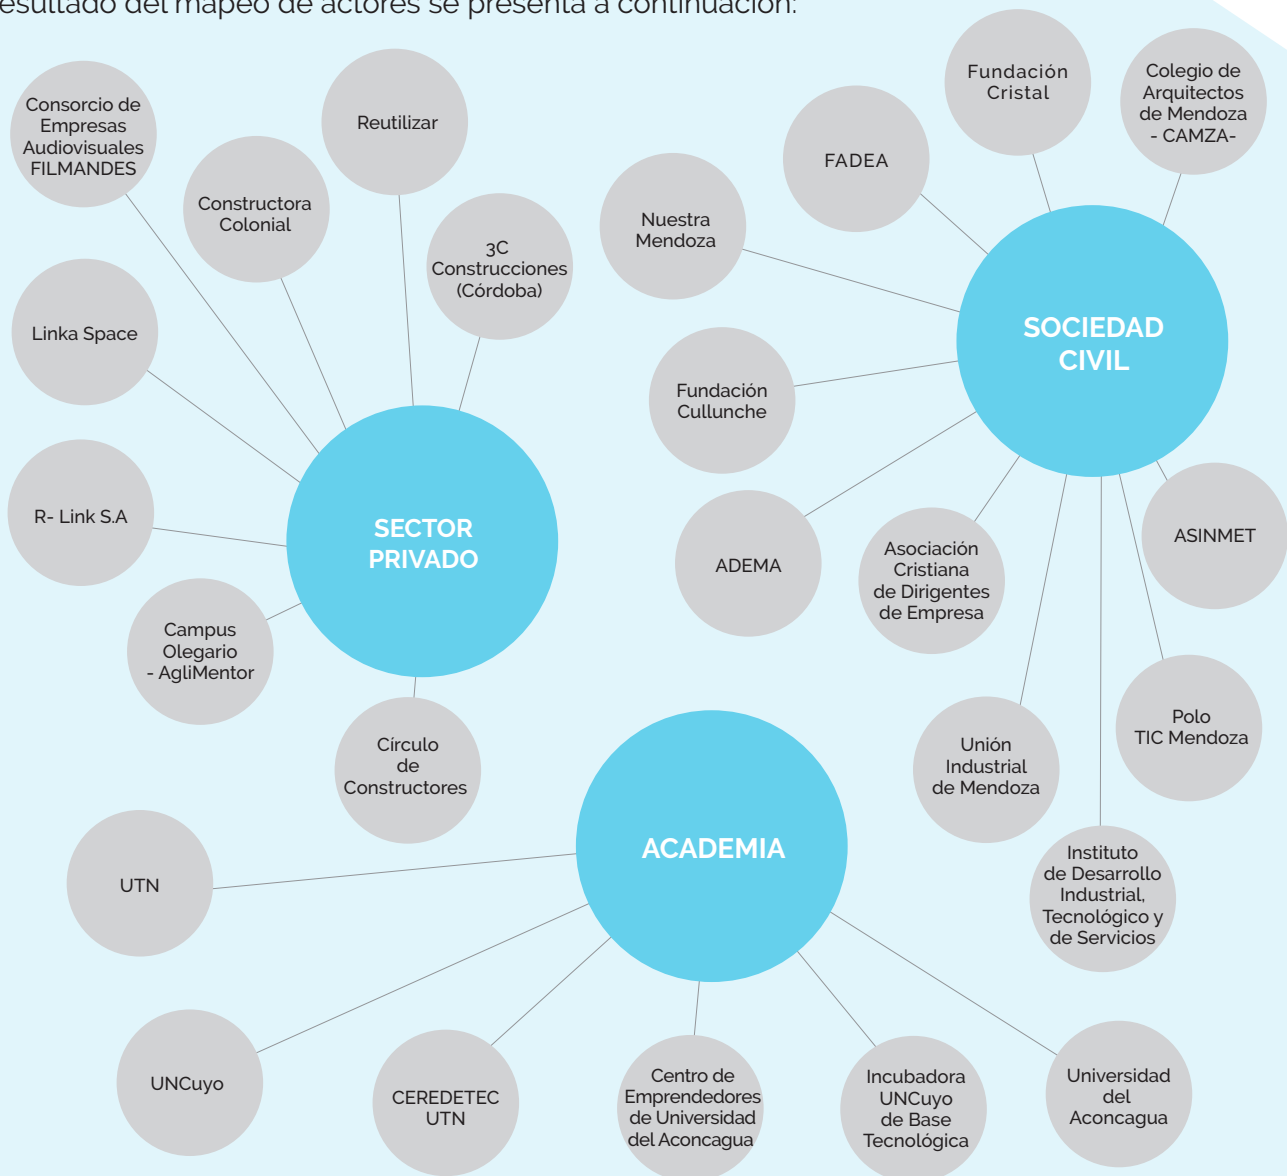 esultado del mapeo de actores se presenta a continuación:
Consorcio de
Empresas
Audiovisuales
FILMANDES
Constructora
Colonial
Reutilizar
3C
Construcciones
(Córdoba)
Linka Space
R- Link S.A
Campus
Olegario
- AgliMentor
Círculo
de
Constructores
SECTOR
PRIVADO
Nuestra
Mendoza
FADEA
Fundación
Cristal
Colegio de
Arquitectos
de Mendoza
- CAMZA-
SOCIEDAD
CIVIL
Fundación
Cullunche
ADEMA
Asociación
Cristiana
de Dirigentes
de Empresa
ASINMET
Unión
Industrial
de Mendoza
Polo
TIC Mendoza
Instituto
de Desarrollo
Industrial,
Tecnológico y
de Servicios
ACADEMIA
UTN
UNCuyo
CEREDETEC
UTN
Centro de
Emprendedores
de Universidad
del Aconcagua
Incubadora
UNCuyo
de Base
Tecnológica
Universidad
del
Aconcagua